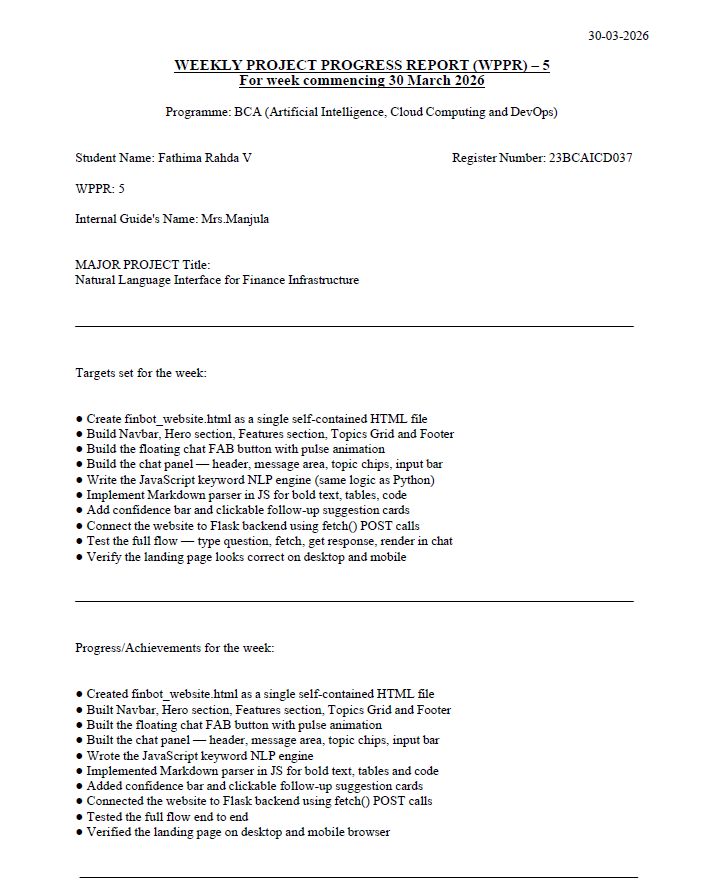 30-03-2026
WEEKLY PROJECT PROGRESS REPORT (WPPR) – 5
For week commencing 30 March 2026
Programme: BCA (Artificial Intelligence, Cloud Computing and DevOps)
Student Name: Fathima Rahda V Register Number: 23BCAICD037
WPPR: 5
Internal Guide's Name: Mrs.Manjula
MAJOR PROJECT Title:
Natural Language Interface for Finance Infrastructure
Targets set for the week:
● Create finbot_website.html as a single self-contained HTML file
● Build Navbar, Hero section, Features section, Topics Grid and Footer
● Build the floating chat FAB button with pulse animation
● Build the chat panel — header, message area, topic chips, input bar
● Write the JavaScript keyword NLP engine (same logic as Python)
● Implement Markdown parser in JS for bold text, tables, code
● Add confidence bar and clickable follow-up suggestion cards
● Connect the website to Flask backend using fetch() POST calls
● Test the full flow — type question, fetch, get response, render in chat
● Verify the landing page looks correct on desktop and mobile
Progress/Achievements for the week:
● Created finbot_website.html as a single self-contained HTML file
● Built Navbar, Hero section, Features section, Topics Grid and Footer
● Built the floating chat FAB button with pulse animation
● Built the chat panel — header, message area, topic chips, input bar
● Wrote the JavaScript keyword NLP engine
● Implemented Markdown parser in JS for bold text, tables and code
● Added confidence bar and clickable follow-up suggestion cards
● Connected the website to Flask backend using fetch() POST calls
● Tested the full flow end to end
● Verified the landing page on desktop and mobile browser